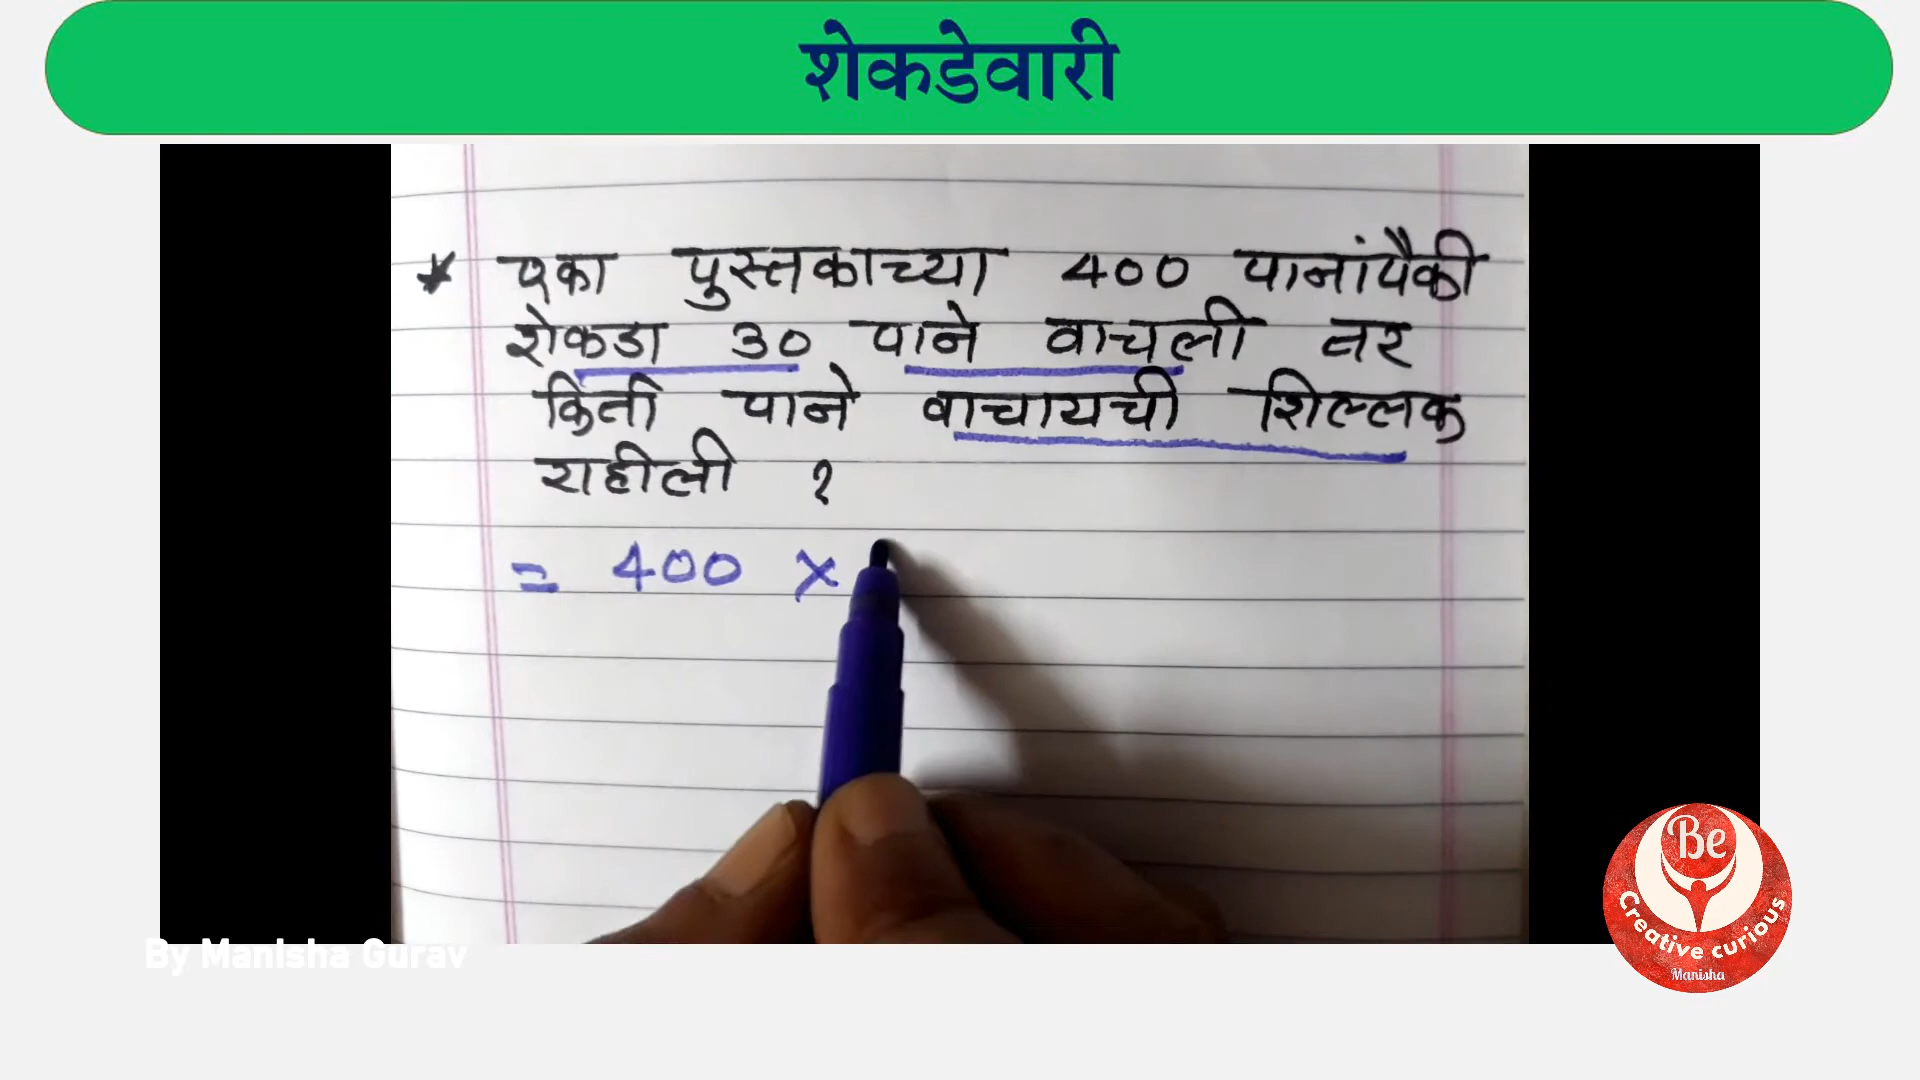 शेकडेवारी
* एका पुस्तकाच्या 400 पानांपैकी
शेकडा 30 पाने वाचली तर
किती पाने वाचायची शिल्लक
राहीली ?
= 400 ×
By Manisha Gurav
Be
Creative curious
Manisha